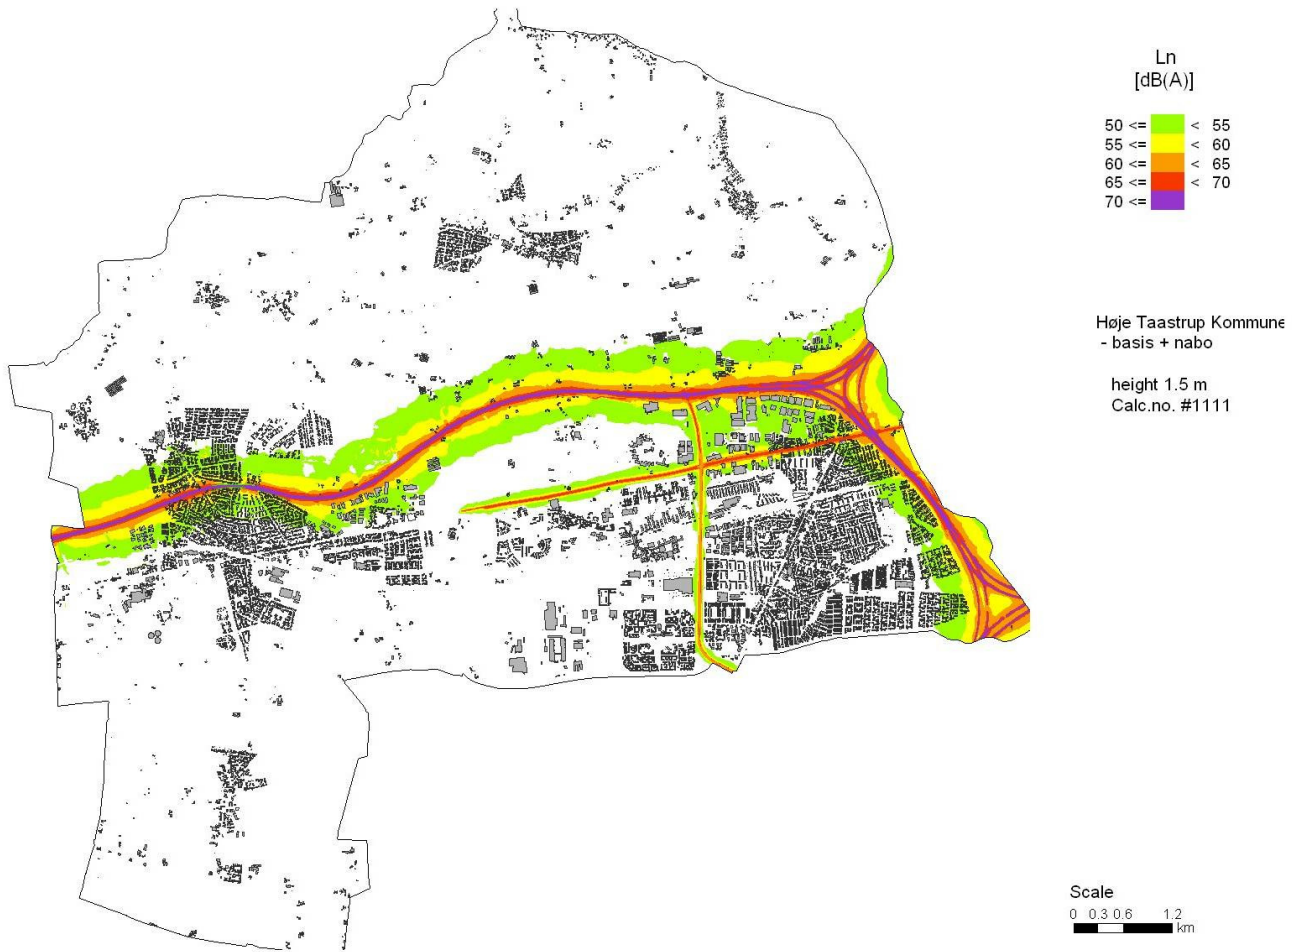 Ln
[dB(A)]
50 <= < 55
55 <= < 60
60 <= < 65
65 <= < 70
70 <=
Høje Taastrup Kommune
- basis + nabo
height 1.5 m
Calc.no. #1111
Scale
0 0.3 0.6 1.2
km